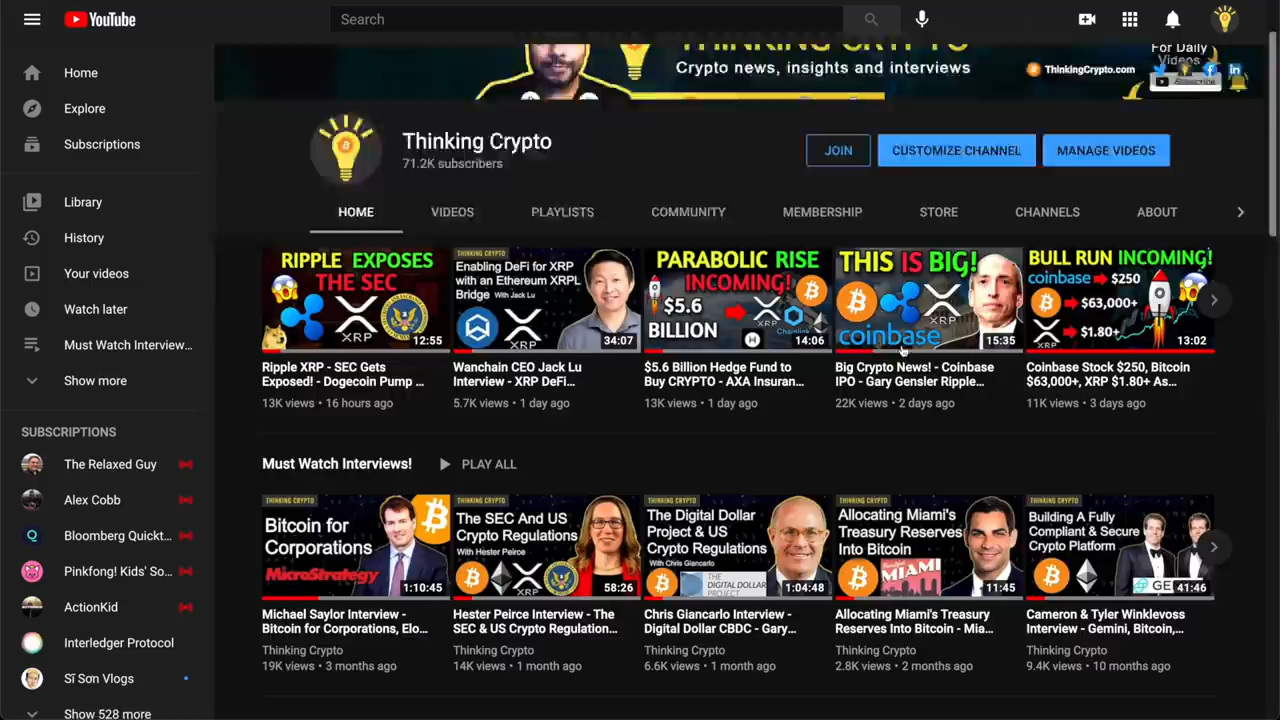 YouTube
Search
Home
Explore
Subscriptions
Library
History
Your videos
Watch later
Must Watch Interview...
Show more
SUBSCRIPTIONS
The Relaxed Guy
Alex Cobb
Bloomberg Quickt...
Pinkfong! Kids' So...
ActionKid
Interledger Protocol
Sĩ Sơn Vlogs
Show 528 more
THINKING CRYPTO
Crypto news, insights and interviews
ThinkingCrypto.com
For Daily
Videos
Subscribe
Thinking Crypto
71.2K subscribers
JOIN
CUSTOMIZE CHANNEL
MANAGE VIDEOS
HOME
VIDEOS
PLAYLISTS
COMMUNITY
MEMBERSHIP
STORE
CHANNELS
ABOUT
RIPPLE EXPOSES
THE SEC
XRP
12:55
Ripple XRP - SEC Gets
Exposed! - Dogecoin Pump ...
13K views • 16 hours ago
THINKING CRYPTO
Enabling DeFi for XRP
with an Ethereum XRPL
Bridge With Jack Lu
XRP
34:07
Wanchain CEO Jack Lu
Interview - XRP DeFi...
5.7K views • 1 day ago
PARABOLIC RISE
INCOMING!
$5.6
BILLION
XRP
Chainlink
14:06
$5.6 Billion Hedge Fund to
Buy CRYPTO - AXA Insuran...
13K views • 1 day ago
THIS IS BIG!
XRP
coinbase
15:35
Big Crypto News! - Coinbase
IPO - Gary Gensler Ripple...
22K views • 2 days ago
BULL RUN INCOMING!
coinbase $250
$63,000+
XRP $1.80+
13:02
Coinbase Stock $250, Bitcoin
$63,000+, XRP $1.80+ As...
11K views • 3 days ago
Must Watch Interviews!
PLAY ALL
THINKING CRYPTO
Bitcoin for
Corporations
MicroStrategy
1:10:45
Michael Saylor Interview -
Bitcoin for Corporations, Elo...
Thinking Crypto
19K views • 3 months ago
THINKING CRYPTO
The SEC And US
Crypto Regulations
With Hester Peirce
XRP
58:26
Hester Peirce Interview - The
SEC & US Crypto Regulation...
Thinking Crypto
14K views • 1 month ago
THINKING CRYPTO
The Digital Dollar
Project & US
Crypto Regulations
With Chris Giancarlo
THE
DIGITAL DOLLAR
PROJECT
1:04:48
Chris Giancarlo Interview -
Digital Dollar CBDC - Gary...
Thinking Crypto
6.6K views • 1 month ago
THINKING CRYPTO
Allocating Miami's
Treasury Reserves
Into Bitcoin
MIAMI
11:45
Allocating Miami's Treasury
Reserves Into Bitcoin - Mia...
Thinking Crypto
2.8K views • 2 months ago
THINKING CRYPTO
Building A Fully
Compliant & Secure
Crypto Platform
GE
41:46
Cameron & Tyler Winklevoss
Interview - Gemini, Bitcoin,...
Thinking Crypto
9.4K views • 10 months ago